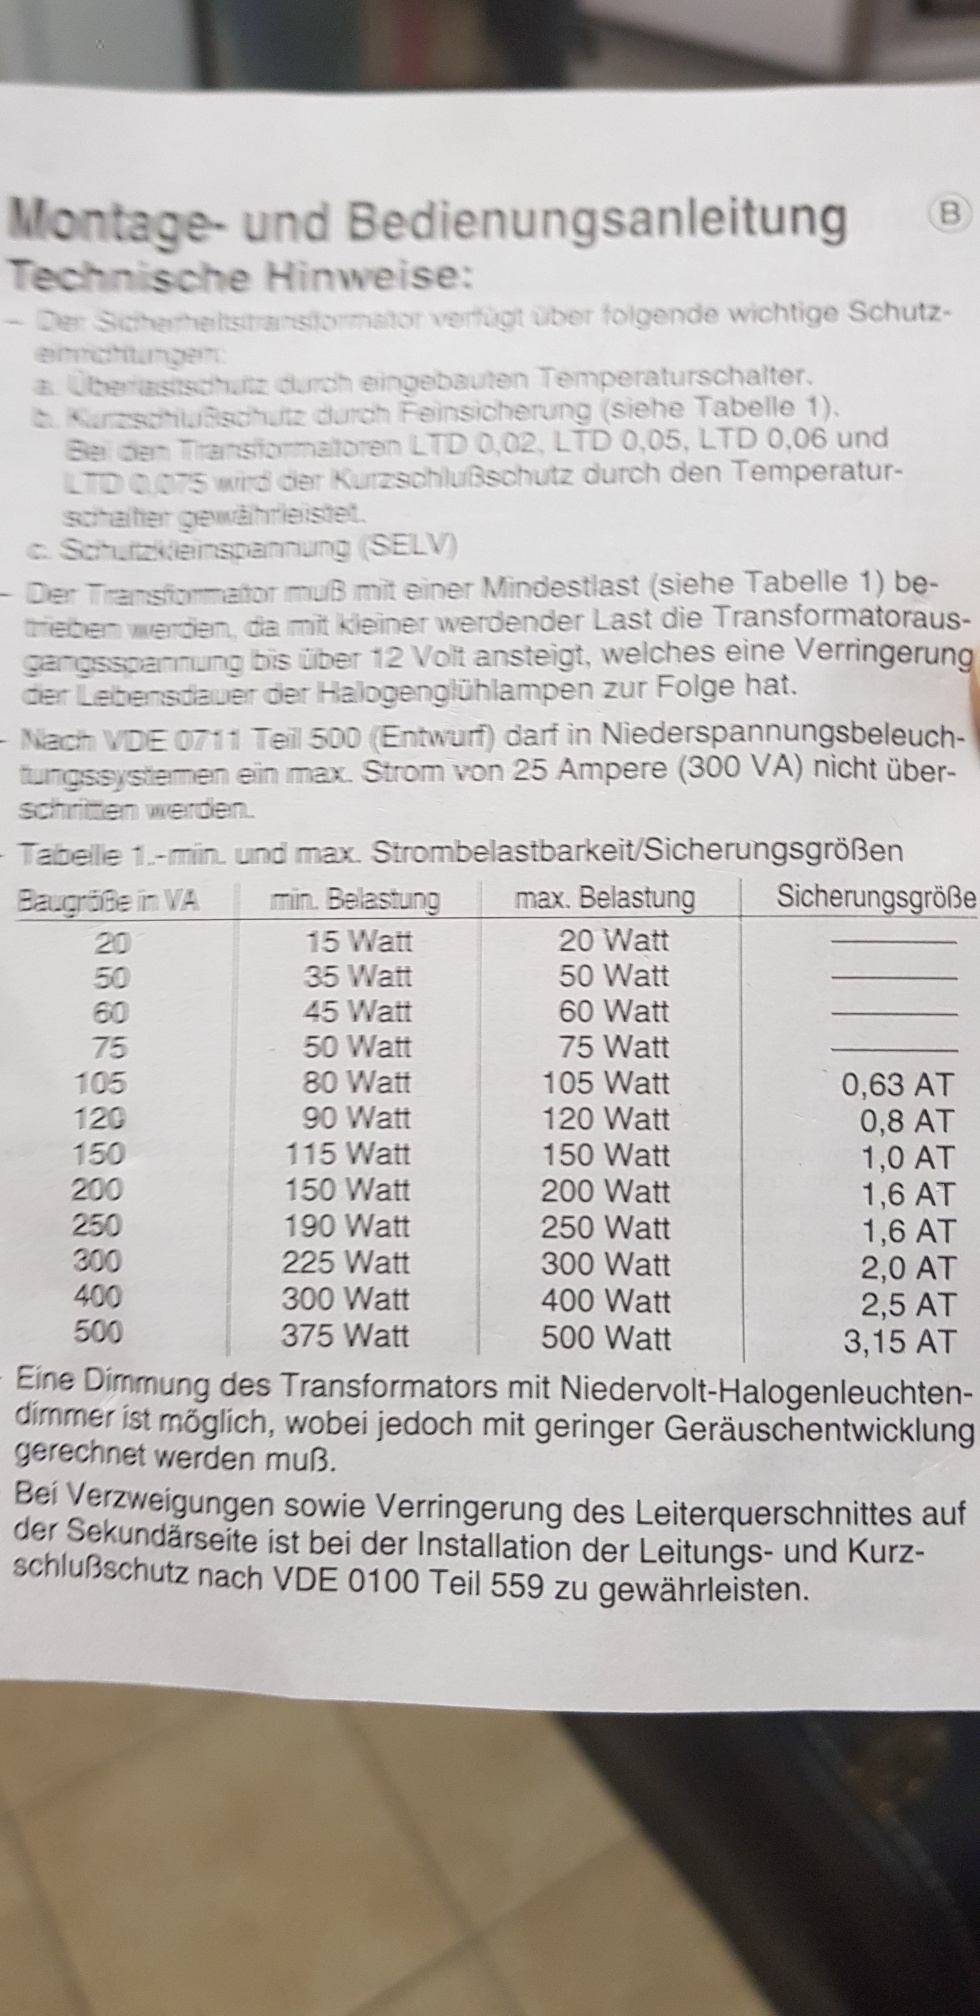 Montage- und Bedienungsanleitung Ⓑ
Technische Hinweise:
– Der Sicherheitstransformator verfügt über folgende wichtige Schutz-
einrichtungen:
a. Überlastschutz durch eingebauten Temperaturschalter.
b. Kurzschlußschutz durch Feinsicherung (siehe Tabelle 1).
Bei den Transformatoren LTD 0,02, LTD 0,05, LTD 0,06 und
LTD 0,075 wird der Kurzschlußschutz durch den Temperatur-
schalter gewährleistet.
c. Schutzkleinspannung (SELV)
– Der Transformator muß mit einer Mindestlast (siehe Tabelle 1) be-
trieben werden, da mit kleiner werdender Last die Transformatoraus-
gangsspannung bis über 12 Volt ansteigt, welches eine Verringerung
der Lebensdauer der Halogenglühlampen zur Folge hat.
- Nach VDE 0711 Teil 500 (Entwurf) darf in Niederspannungsbeleuch-
tungssystemen ein max. Strom von 25 Ampere (300 VA) nicht über-
schritten werden.
- Tabelle 1.-min. und max. Strombelastbarkeit/Sicherungsgrößen
Baugröße in VA min. Belastung max. Belastung Sicherungsgröße
20 15 Watt 20 Watt ———
50 35 Watt 50 Watt ———
60 45 Watt 60 Watt ———
75 50 Watt 75 Watt ———
105 80 Watt 105 Watt 0,63 AT
120 90 Watt 120 Watt 0,8 AT
150 115 Watt 150 Watt 1,0 AT
200 150 Watt 200 Watt 1,6 AT
250 190 Watt 250 Watt 1,6 AT
300 225 Watt 300 Watt 2,0 AT
400 300 Watt 400 Watt 2,5 AT
500 375 Watt 500 Watt 3,15 AT
- Eine Dimmung des Transformators mit Niedervolt-Halogenleuchten-
dimmer ist möglich, wobei jedoch mit geringer Geräuschentwicklung
gerechnet werden muß.
Bei Verzweigungen sowie Verringerung des Leiterquerschnittes auf
der Sekundärseite ist bei der Installation der Leitungs- und Kurz-
schlußschutz nach VDE 0100 Teil 559 zu gewährleisten.